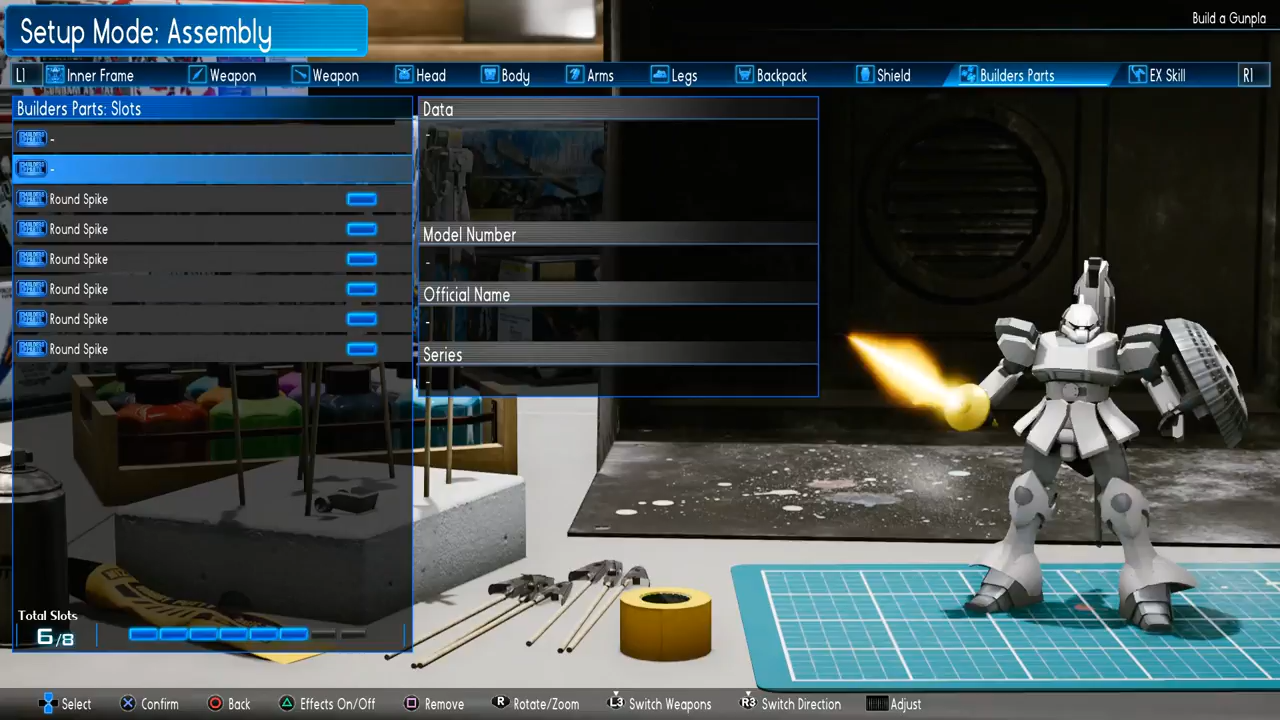 Setup Mode: Assembly
Build a Gunpla
L1 Inner Frame Weapon Weapon Head Body Arms Legs Backpack Shield Builders Parts EX Skill R1
Builders Parts: Slots
-
-
Round Spike
Round Spike
Round Spike
Round Spike
Round Spike
Round Spike
Data
-
Model Number
-
Official Name
-
Series
-
Total Slots
6/8
Select Confirm Back Effects On/Off Remove R Rotate/Zoom L3 Switch Weapons R3 Switch Direction Adjust